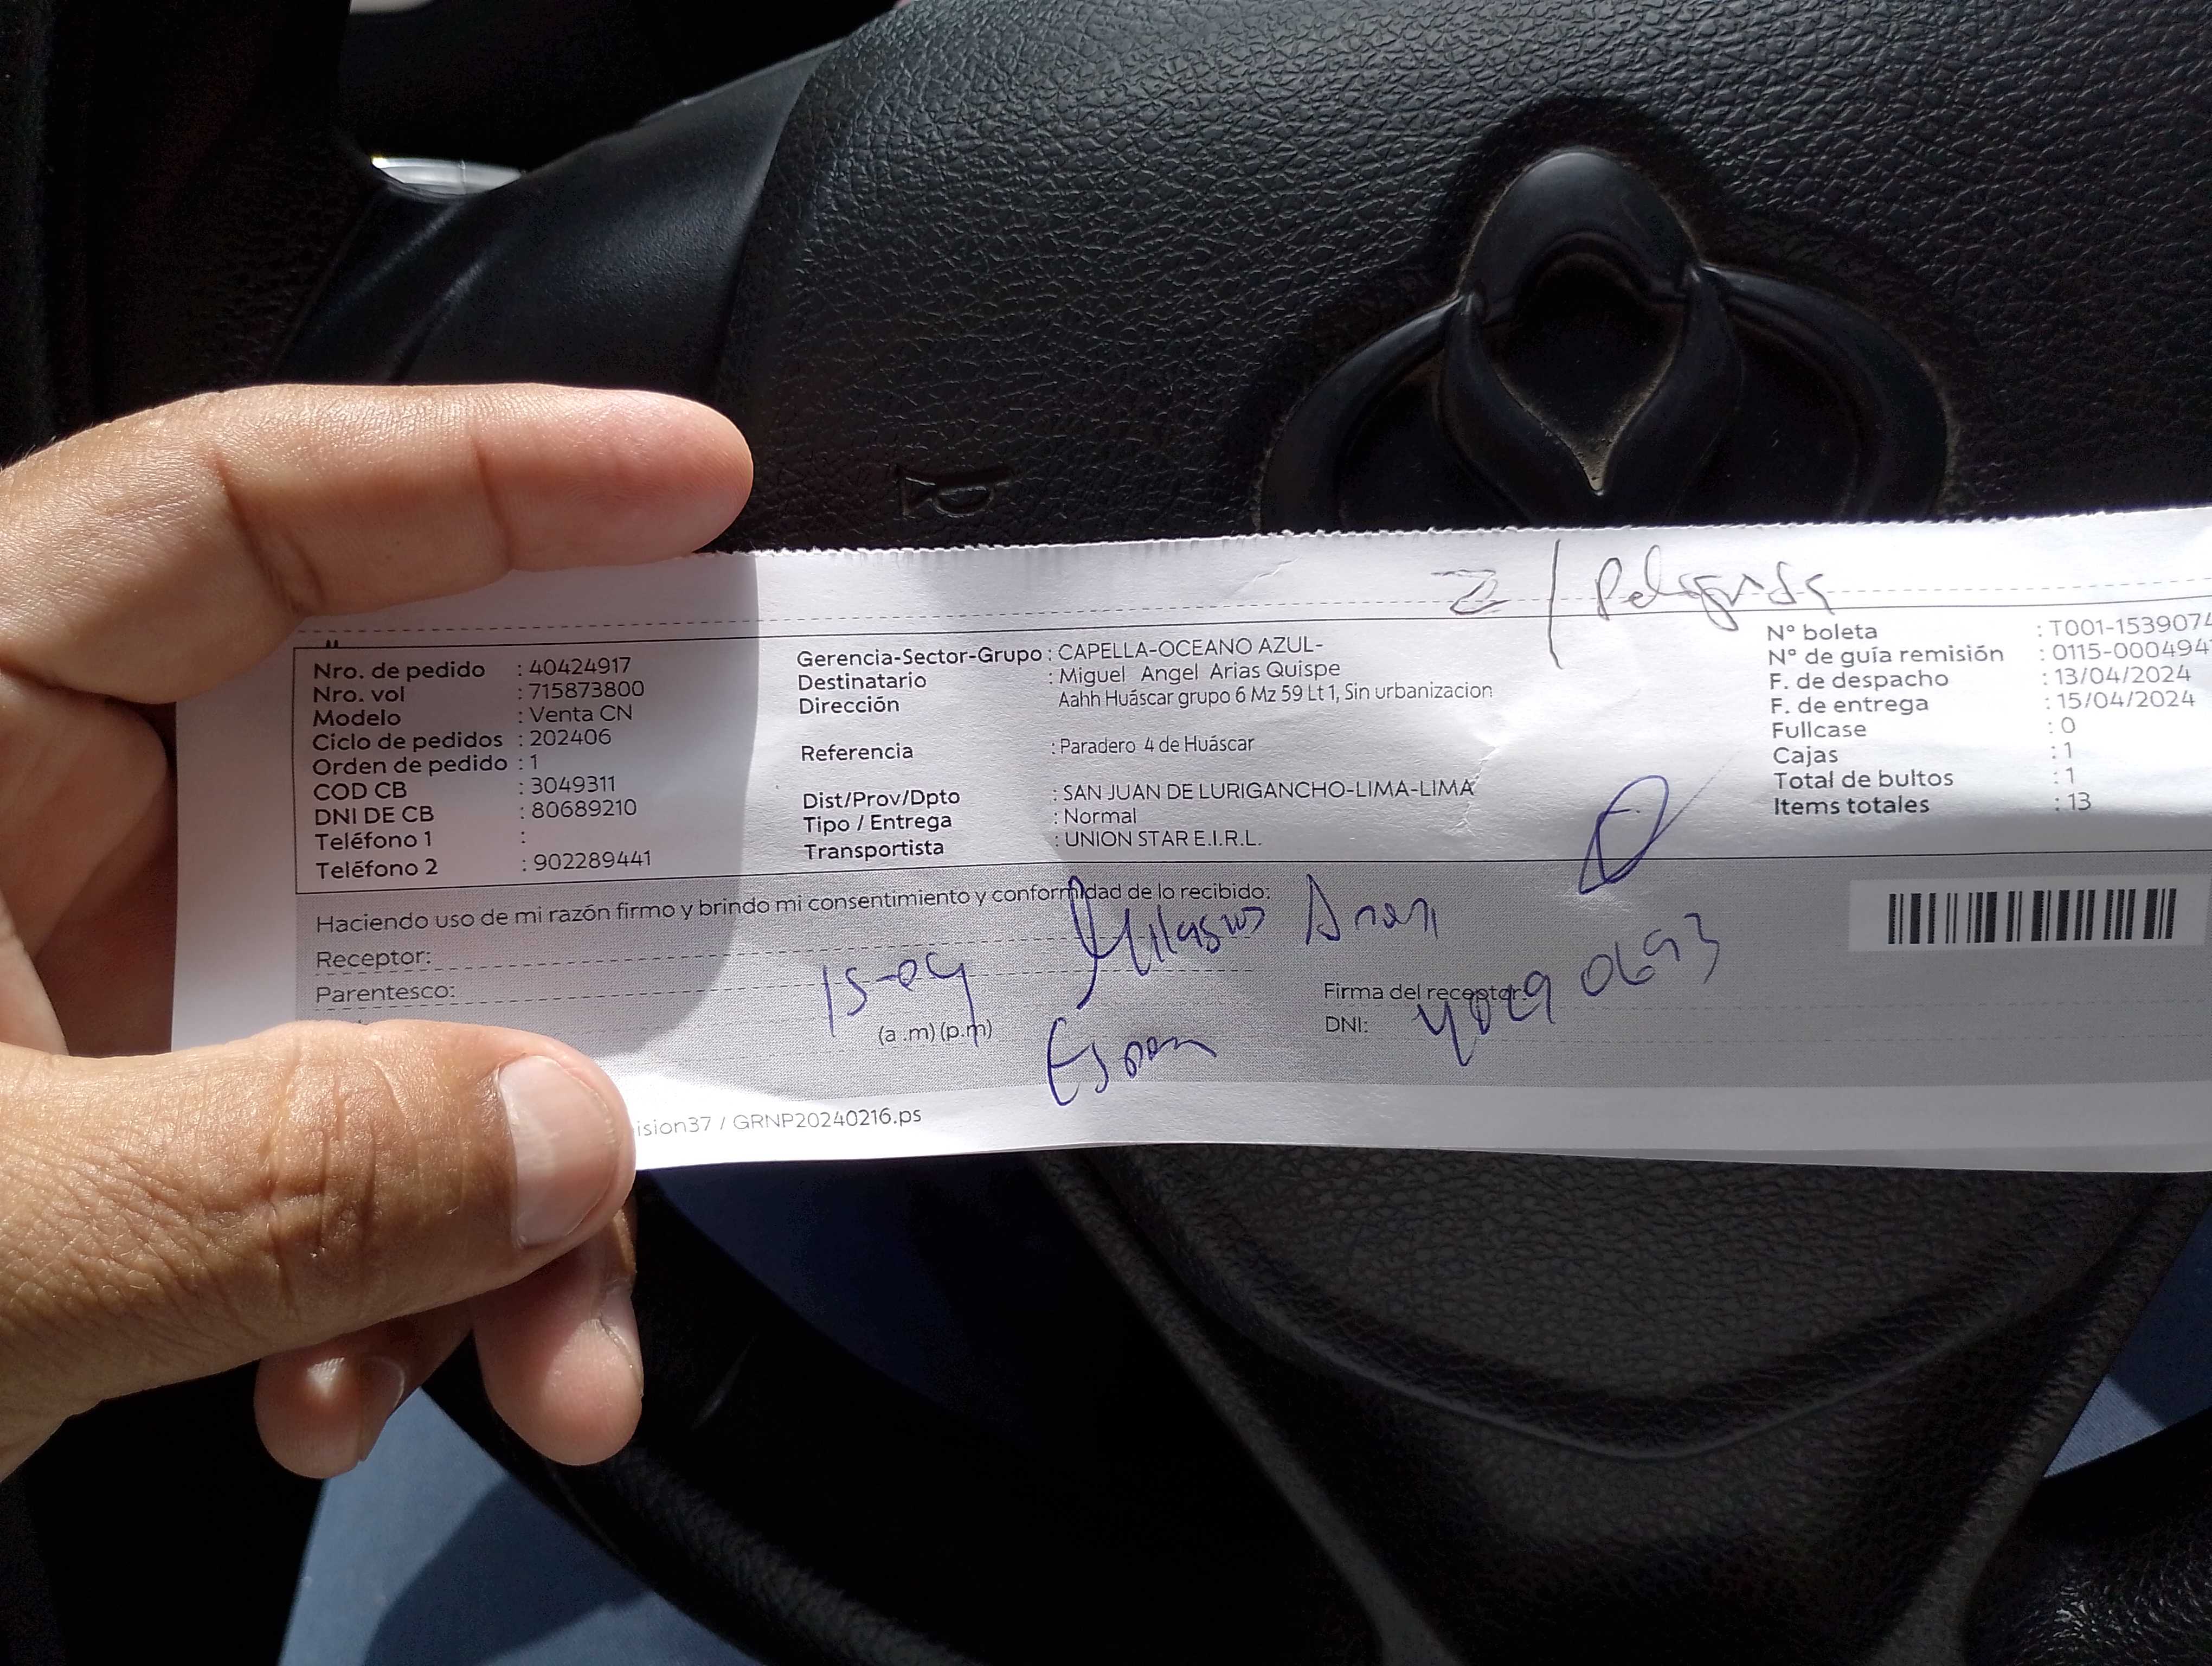 Nro. de pedido : 40424917
Nro. vol : 715873800
Modelo : Venta CN
Ciclo de pedidos : 202406
Orden de pedido : 1
COD CB : 3049311
DNI DE CB : 80689210
Teléfono 1 :
Teléfono 2 : 902289441
Gerencia-Sector-Grupo : CAPELLA-OCEANO AZUL-
Destinatario : Miguel Angel Arias Quispe
Dirección Aahh Huáscar grupo 6 Mz 59 Lt 1, Sin urbanizacion
Referencia : Paradero 4 de Huáscar
Dist/Prov/Dpto : SAN JUAN DE LURIGANCHO-LIMA-LIMA
Tipo / Entrega : Normal
Transportista : UNION STAR E.I.R.L.
2 /
N° boleta : T001-1539074
N° de guía remisión : 0115-000494
F. de despacho : 13/04/2024
F. de entrega : 15/04/2024
Fullcase : 0
Cajas : 1
Total de bultos : 1
Items totales : 13
Haciendo uso de mi razón firmo y brindo mi consentimiento y conformidad de lo recibido:
Receptor:
Parentesco:
15-04
(a .m) (p.m)
Firma del receptor:
DNI:
ision37 / GRNP20240216.ps